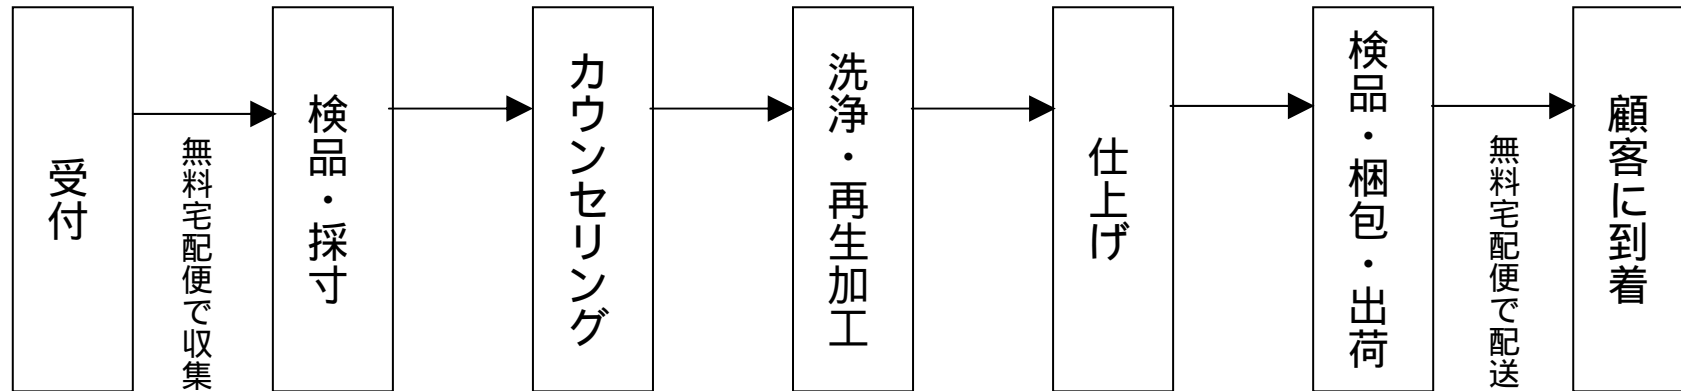 受付
無料宅配便で収集
検品・採寸
カウンセリング
洗浄・再生加工
仕上げ
検品・梱包・出荷
無料宅配便で配送
顧客に到着